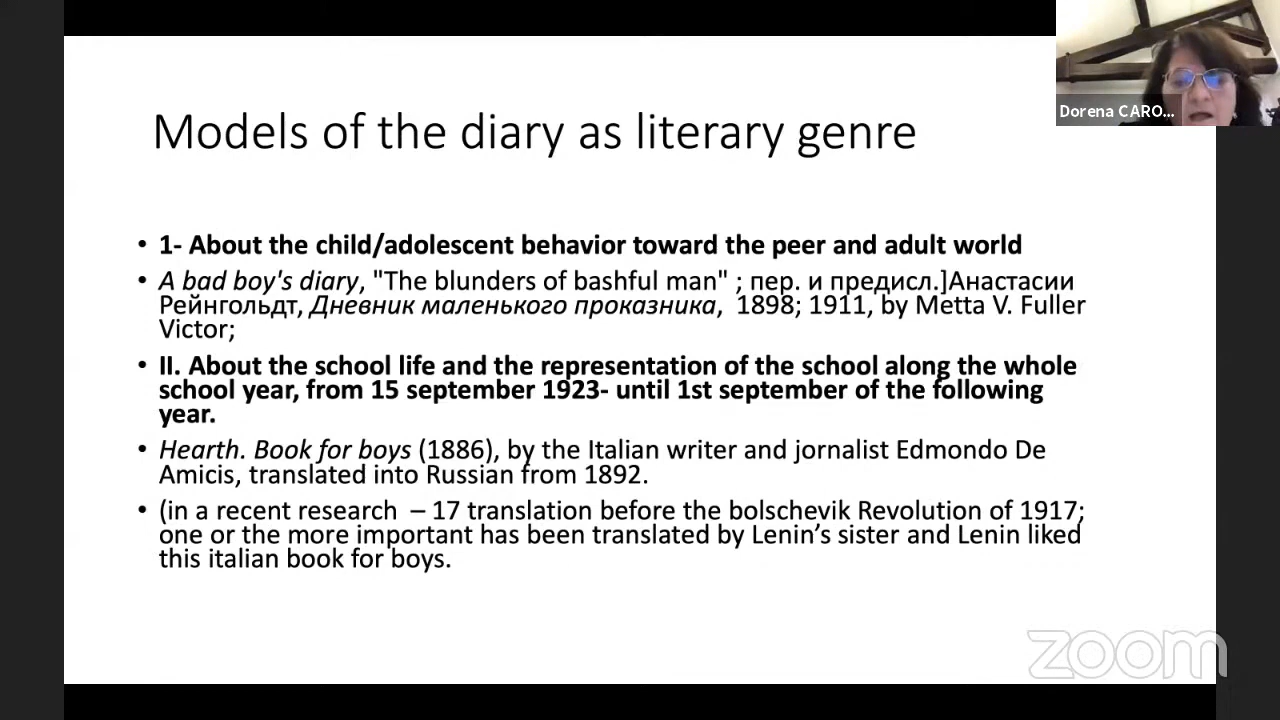 Dorena CARO...
Models of the diary as literary genre
• 1- About the child/adolescent behavior toward the peer and adult world
• A bad boy's diary, "The blunders of bashful man" ; пер. и предисл.]Анастасии
Рейнгольдт, Дневник маленького проказника, 1898; 1911, by Metta V. Fuller
Victor;
• II. About the school life and the representation of the school along the whole
school year, from 15 september 1923- until 1st september of the following
year.
• Hearth. Book for boys (1886), by the Italian writer and jornalist Edmondo De
Amicis, translated into Russian from 1892.
• (in a recent research – 17 translation before the bolschevik Revolution of 1917;
one or the more important has been translated by Lenin’s sister and Lenin liked
this italian book for boys.
zoom